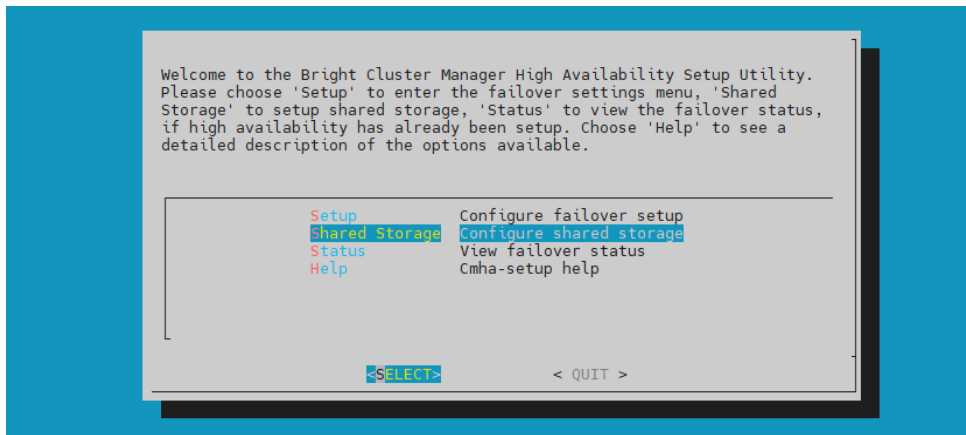 Welcome to the Bright Cluster Manager High Availability Setup Utility.
Please choose 'Setup' to enter the failover settings menu, 'Shared
Storage' to setup shared storage, 'Status' to view the failover status,
if high availability has already been setup. Choose 'Help' to see a
detailed description of the options available.
Setup Configure failover setup
Shared Storage Configure shared storage
Status View failover status
Help Cmha-setup help
<SELECT> < QUIT >